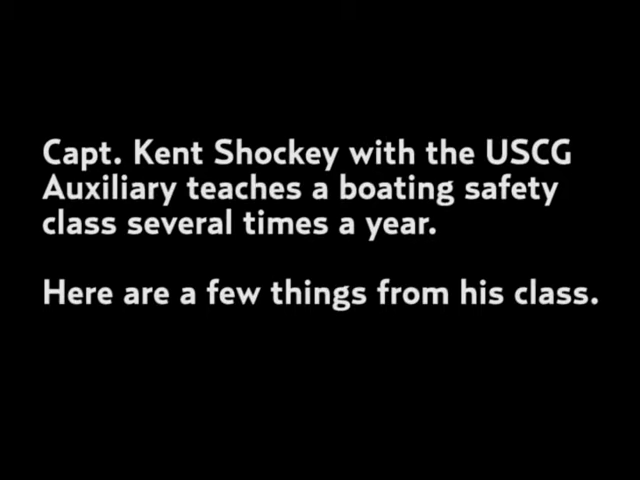 Capt. Kent Shockey with the USCG
Auxiliary teaches a boating safety
class several times a year.
Here are a few things from his class.